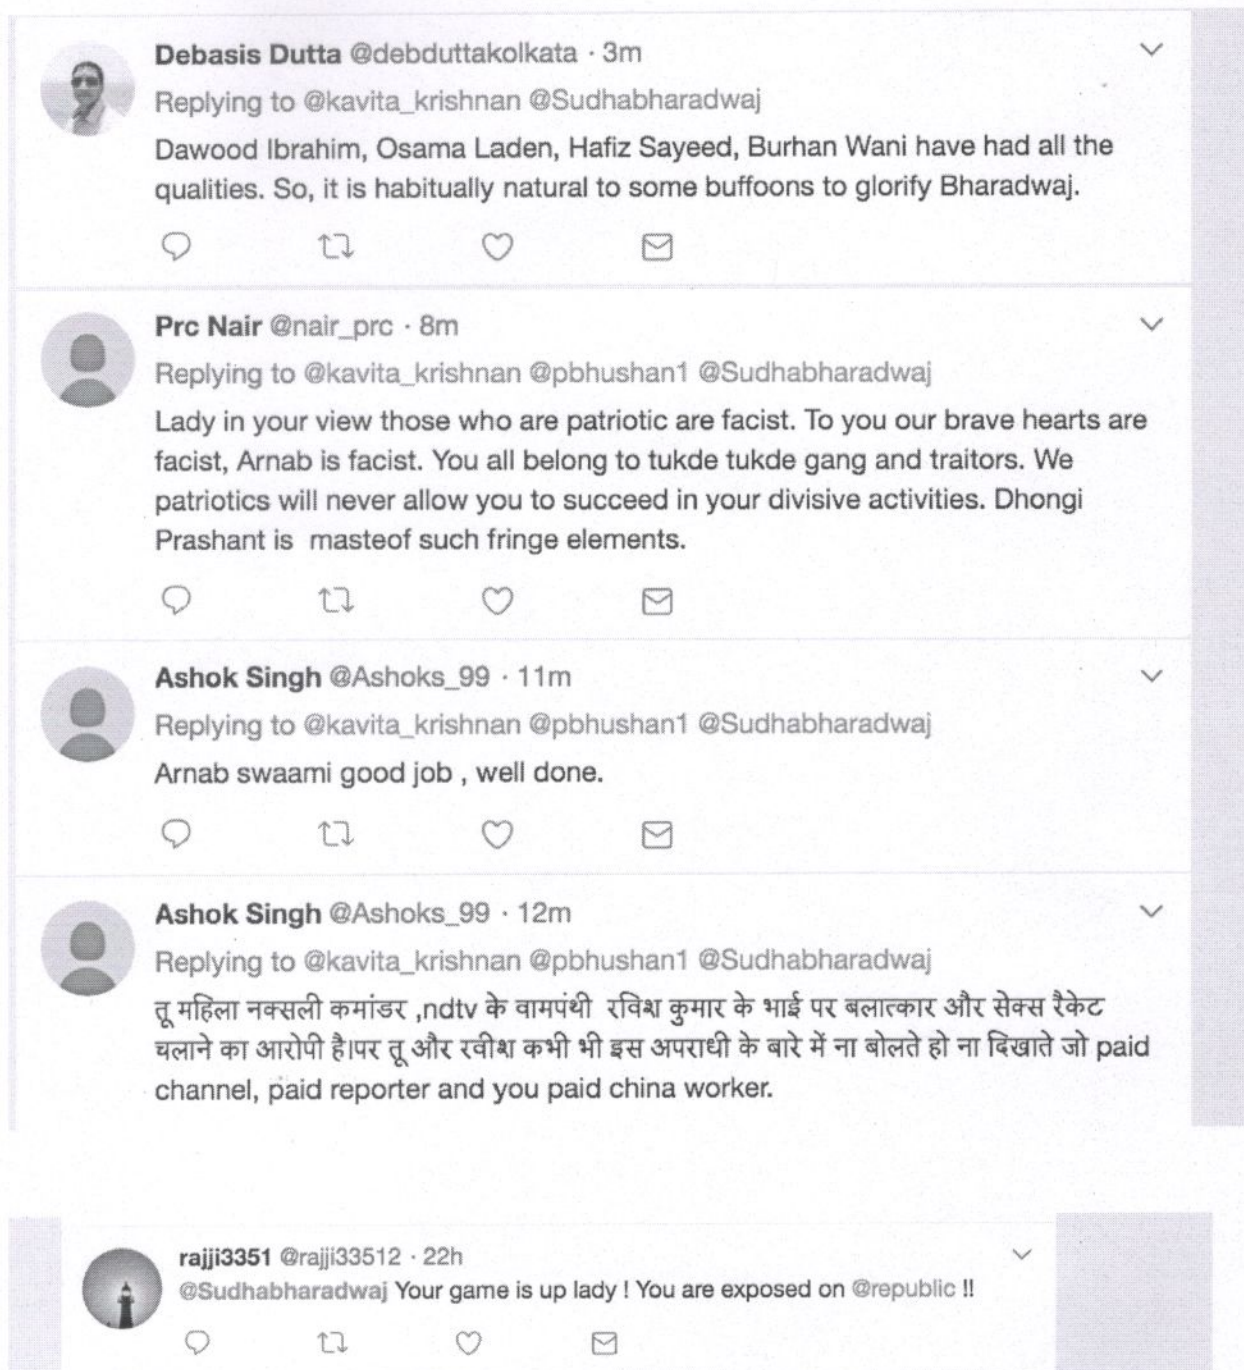 Debasis Dutta @debduttakolkata · 3m
Replying to @kavita_krishnan @Sudhabharadwaj
Dawood Ibrahim, Osama Laden, Hafiz Sayeed, Burhan Wani have had all the
qualities. So, it is habitually natural to some buffoons to glorify Bharadwaj.
Prc Nair @nair_prc · 8m
Replying to @kavita_krishnan @pbhushan1 @Sudhabharadwaj
Lady in your view those who are patriotic are facist. To you our brave hearts are
facist, Arnab is facist. You all belong to tukde tukde gang and traitors. We
patriotics will never allow you to succeed in your divisive activities. Dhongi
Prashant is masteof such fringe elements.
Ashok Singh @Ashoks_99 · 11m
Replying to @kavita_krishnan @pbhushan1 @Sudhabharadwaj
Arnab swaami good job , well done.
Ashok Singh @Ashoks_99 · 12m
Replying to @kavita_krishnan @pbhushan1 @Sudhabharadwaj
तू महिला नक्सली कमांडर ,ndtv के वामपंथी रविश कुमार के भाई पर बलात्कार और सेक्स रैकेट
चलाने का आरोपी है।पर तू और रवीश कभी भी इस अपराधी के बारे में ना बोलते हो ना दिखाते जो paid
channel, paid reporter and you paid china worker.
rajji3351 @rajji33512 · 22h
@Sudhabharadwaj Your game is up lady ! You are exposed on @republic !!